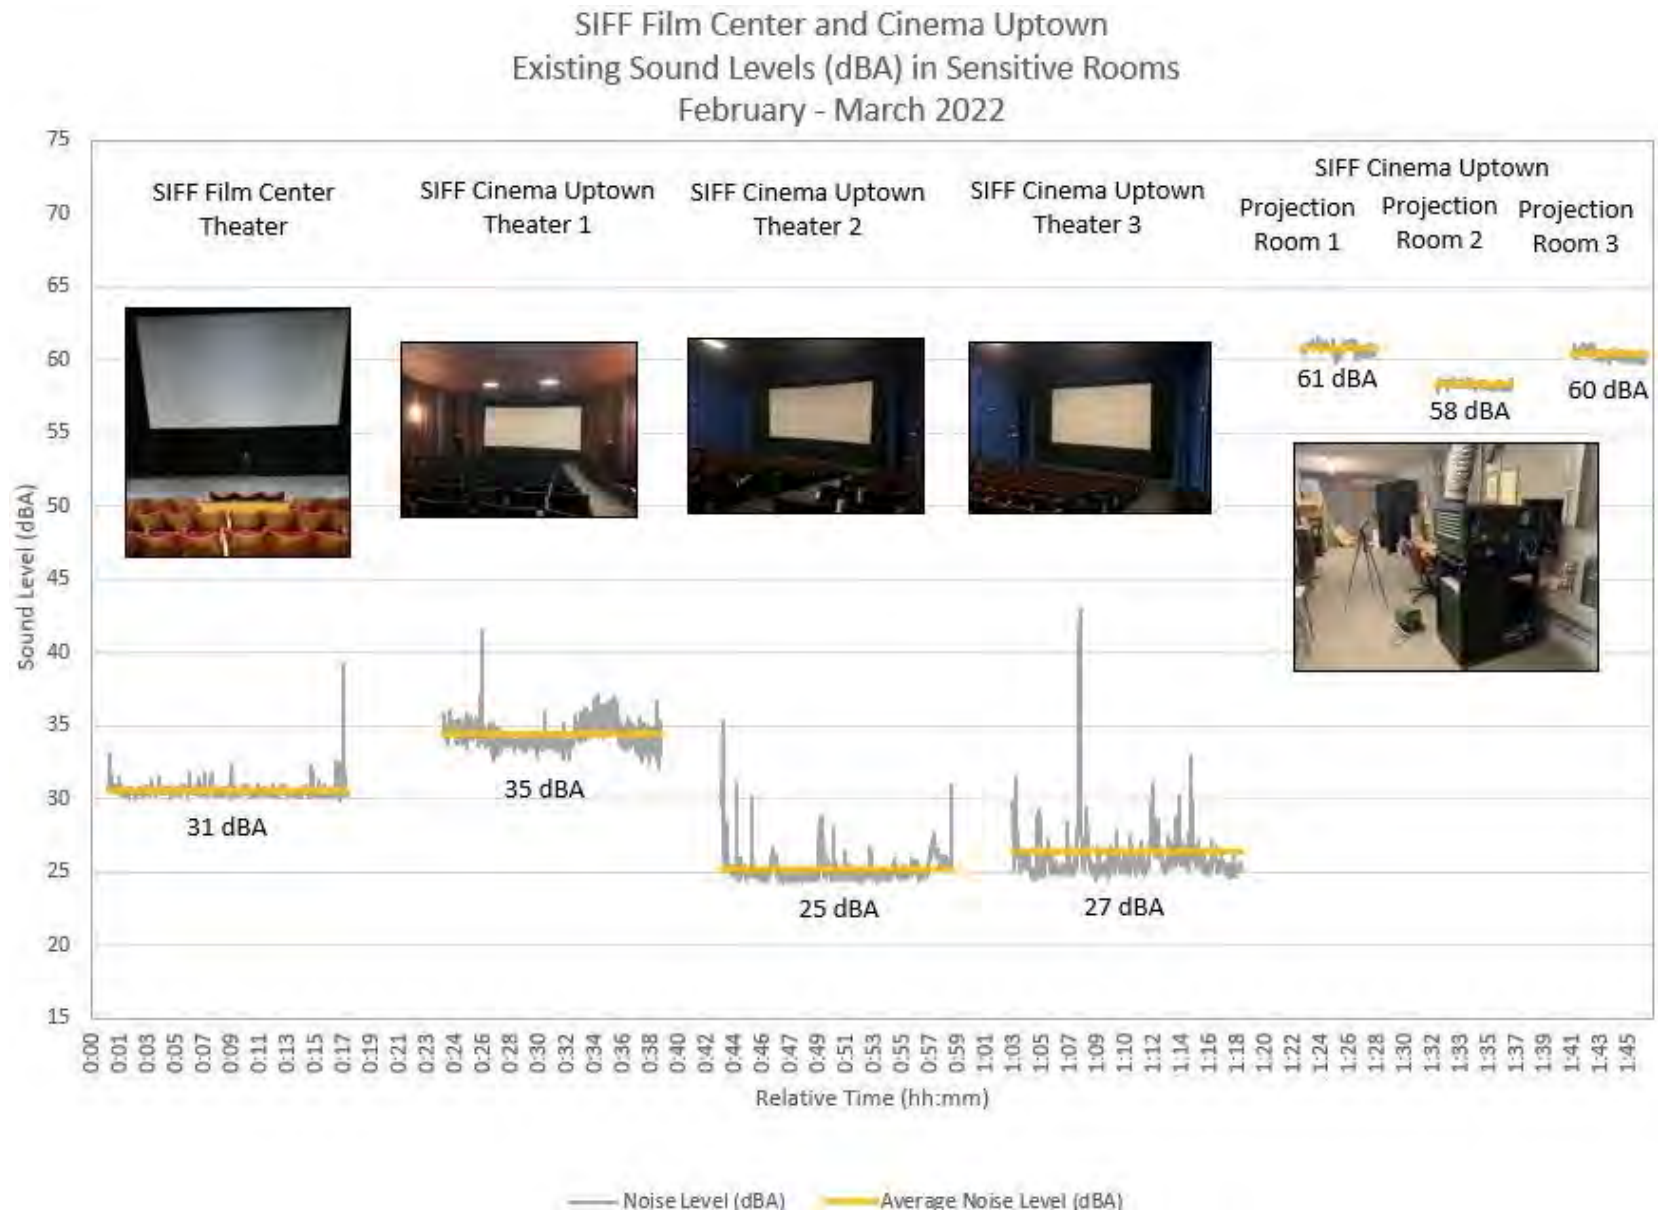 SIFF Film Center and Cinema Uptown
Existing Sound Levels (dBA) in Sensitive Rooms
February - March 2022
75
70
65
60
55
50
45
40
35
30
25
20
15
Sound Level (dBA)
SIFF Film Center
Theater
SIFF Cinema Uptown
Theater 1
SIFF Cinema Uptown
Theater 2
SIFF Cinema Uptown
Theater 3
SIFF Cinema Uptown
Projection
Room 1
Projection
Room 2
Projection
Room 3
61 dBA
58 dBA
60 dBA
31 dBA
35 dBA
25 dBA
27 dBA
0:00
0:01
0:03
0:05
0:07
0:09
0:11
0:13
0:15
0:17
0:19
0:21
0:23
0:24
0:26
0:28
0:30
0:32
0:34
0:36
0:38
0:40
0:42
0:44
0:46
0:47
0:49
0:51
0:53
0:55
0:57
0:59
1:01
1:03
1:05
1:07
1:09
1:10
1:12
1:14
1:16
1:18
1:20
1:22
1:24
1:26
1:28
1:30
1:32
1:33
1:35
1:37
1:39
1:41
1:43
1:45
Relative Time (hh:mm)
Noise Level (dBA)
Average Noise Level (dBA)